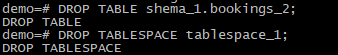 demo=# DROP TABLE shema_1.bookings_2;
DROP TABLE
demo=# DROP TABLESPACE tablespace_1;
DROP TABLESPACE